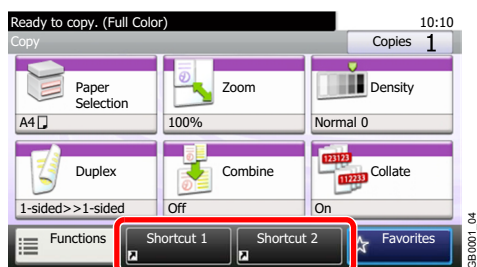 Ready to copy. (Full Color) 10:10
Copy Copies 1
Paper Selection
A4
Zoom
100%
Density
Normal 0
Duplex
1-sided>>1-sided
Combine
Off
123123
112233
Collate
On
Functions Shortcut 1 Shortcut 2 Favorites
GB0001_04